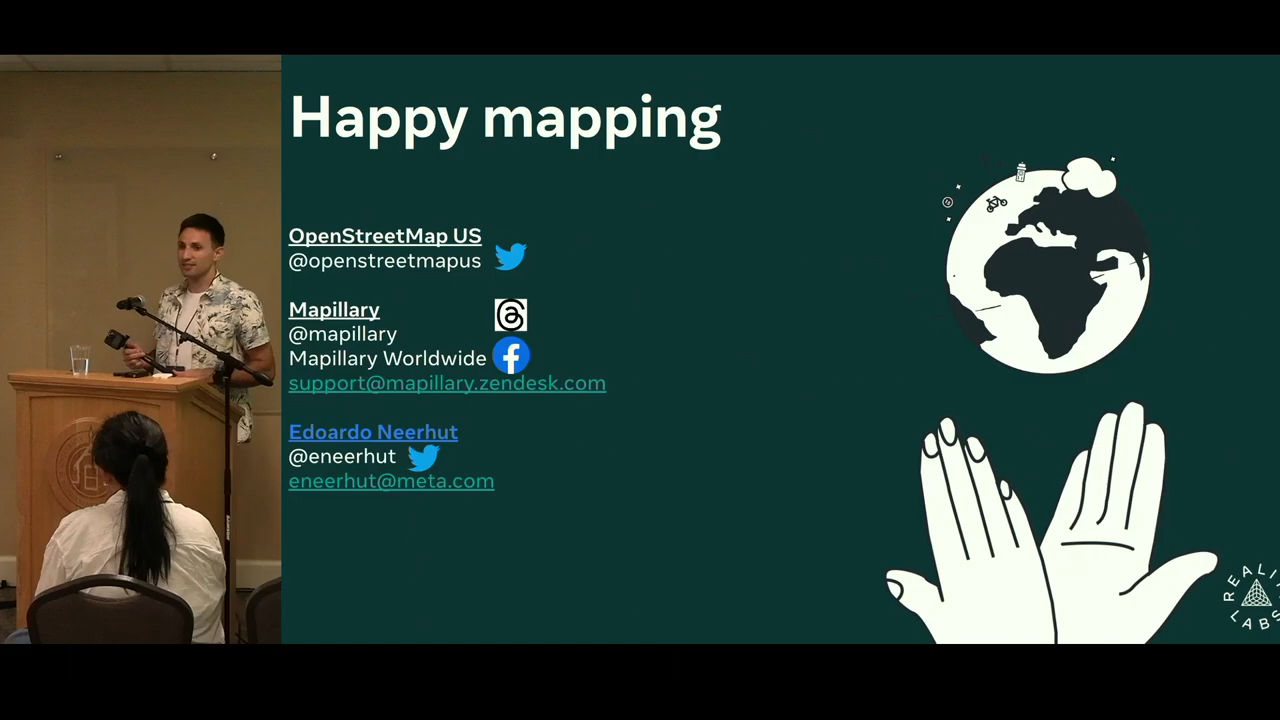 Happy mapping
OpenStreetMap US
@openstreetmapus
Mapillary
@mapillary
Mapillary Worldwide
support@mapillary.zendesk.com
Edoardo Neerhut
@eneerhut
eneerhut@meta.com
LABS